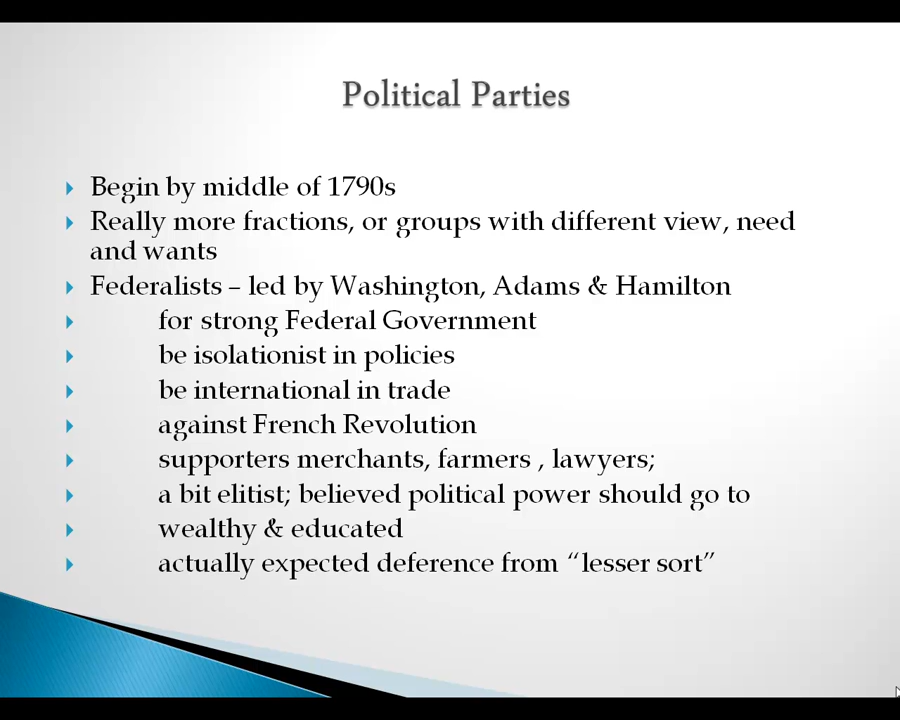 Political Parties
Begin by middle of 1790s
Really more fractions, or groups with different view, need
and wants
Federalists – led by Washington, Adams & Hamilton
for strong Federal Government
be isolationist in policies
be international in trade
against French Revolution
supporters merchants, farmers , lawyers;
a bit elitist; believed political power should go to
wealthy & educated
actually expected deference from “lesser sort”